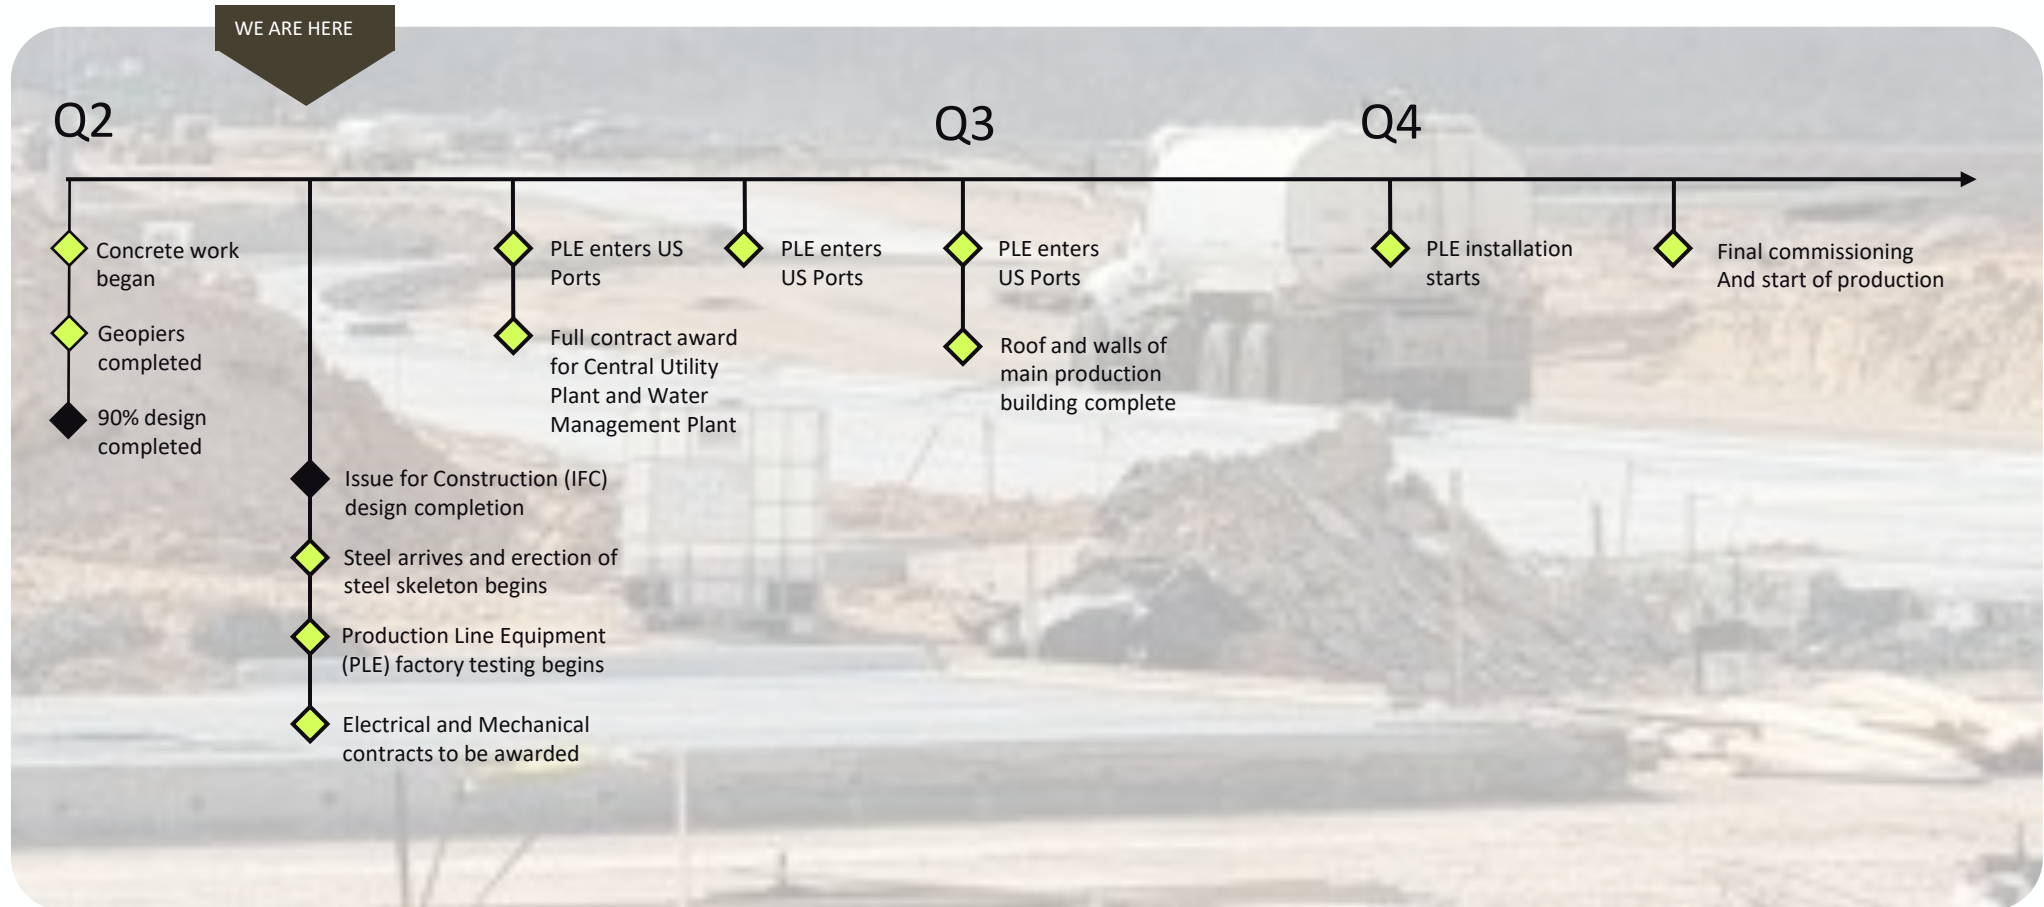 WE ARE HERE
Q2
Q3
Q4
Concrete work
began
Geopiers
completed
90% design
completed
Issue for Construction (IFC)
design completion
Steel arrives and erection of
steel skeleton begins
Production Line Equipment
(PLE) factory testing begins
Electrical and Mechanical
contracts to be awarded
PLE enters US
Ports
Full contract award
for Central Utility
Plant and Water
Management Plant
PLE enters
US Ports
PLE enters
US Ports
Roof and walls of
main production
building complete
PLE installation
starts
Final commissioning
And start of production